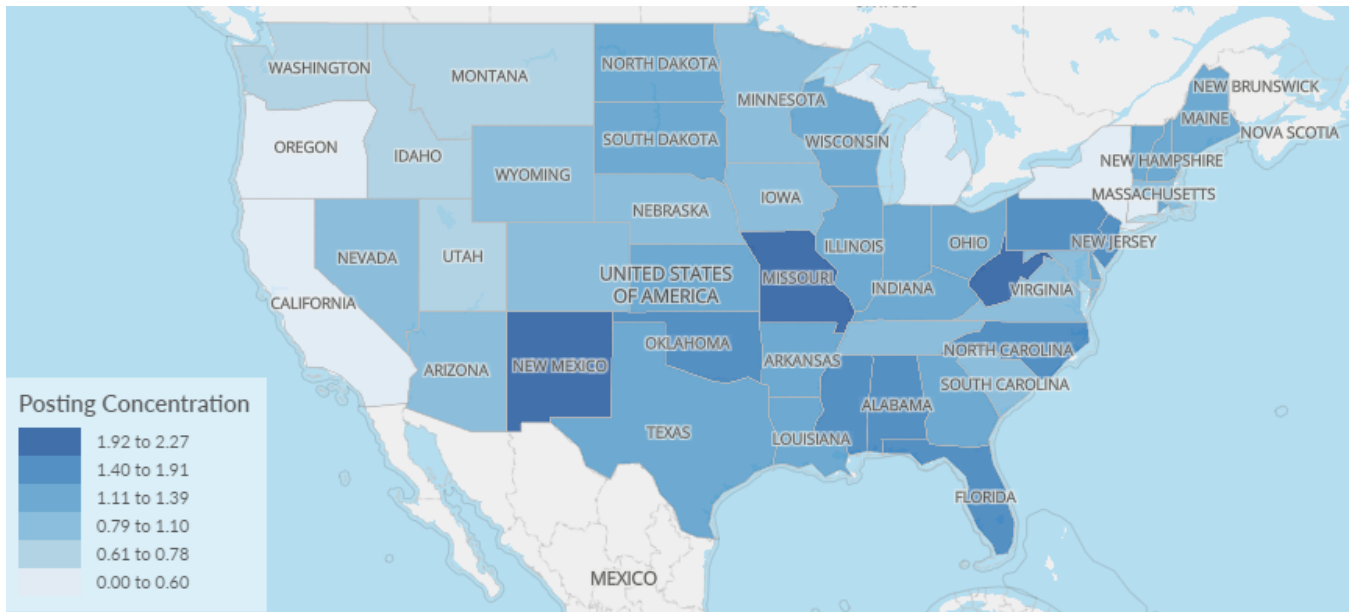 WASHINGTON
MONTANA
NORTH DAKOTA
MINNESOTA
NEW BRUNSWICK
MAINE
NOVA SCOTIA
OREGON
IDAHO
SOUTH DAKOTA
WISCONSIN
NEW HAMPSHIRE
WYOMING
MASSACHUSETTS
NEBRASKA
IOWA
NEVADA
UTAH
ILLINOIS
OHIO
NEW JERSEY
UNITED STATES
OF AMERICA
MISSOURI
INDIANA
VIRGINIA
CALIFORNIA
ARIZONA
NEW MEXICO
OKLAHOMA
ARKANSAS
NORTH CAROLINA
SOUTH CAROLINA
TEXAS
LOUISIANA
ALABAMA
FLORIDA
MEXICO
Posting Concentration
1.92 to 2.27
1.40 to 1.91
1.11 to 1.39
0.79 to 1.10
0.61 to 0.78
0.00 to 0.60